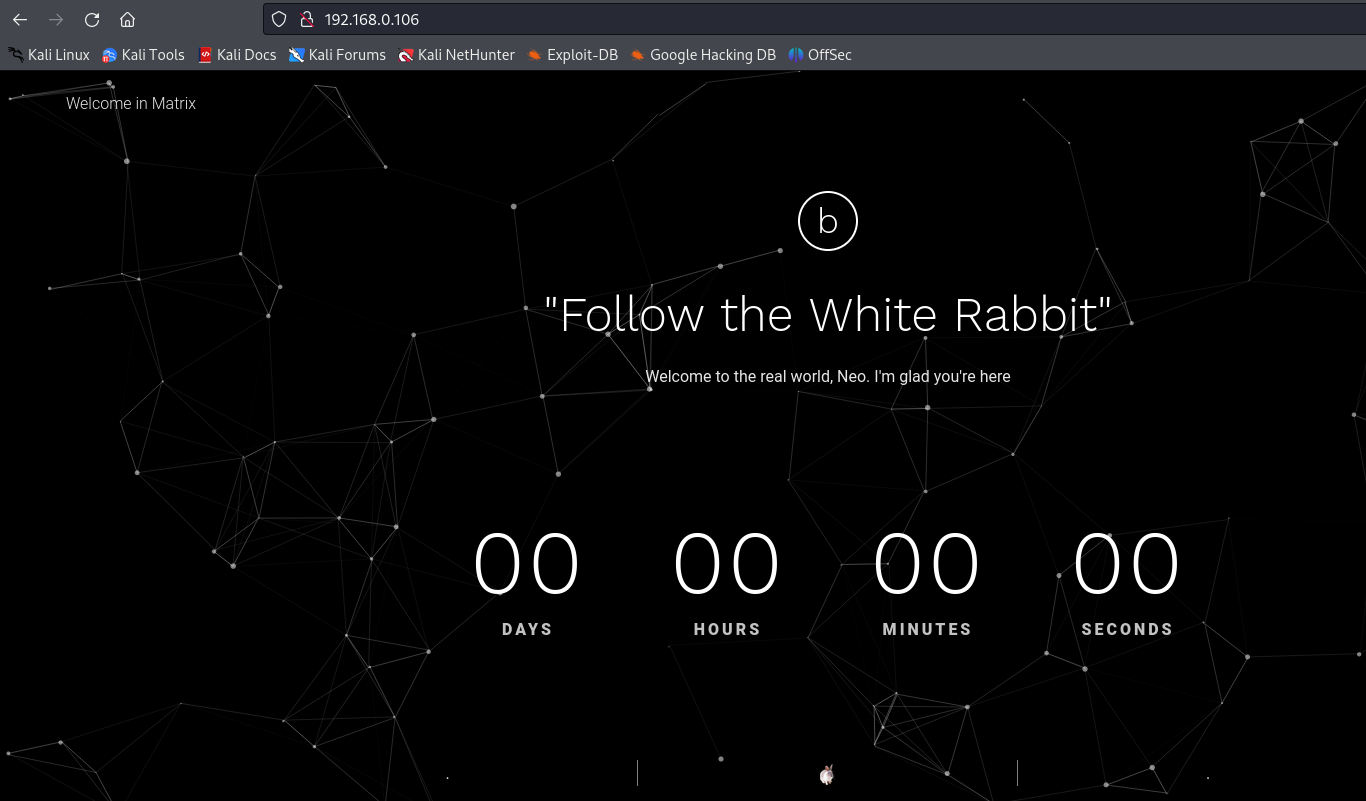 192.168.0.106
Kali Linux Kali Tools Kali Docs Kali Forums Kali NetHunter Exploit-DB Google Hacking DB OffSec
Welcome in Matrix
b
"Follow the White Rabbit"
Welcome to the real world, Neo. I'm glad you're here
00 00 00 00
DAYS HOURS MINUTES SECONDS